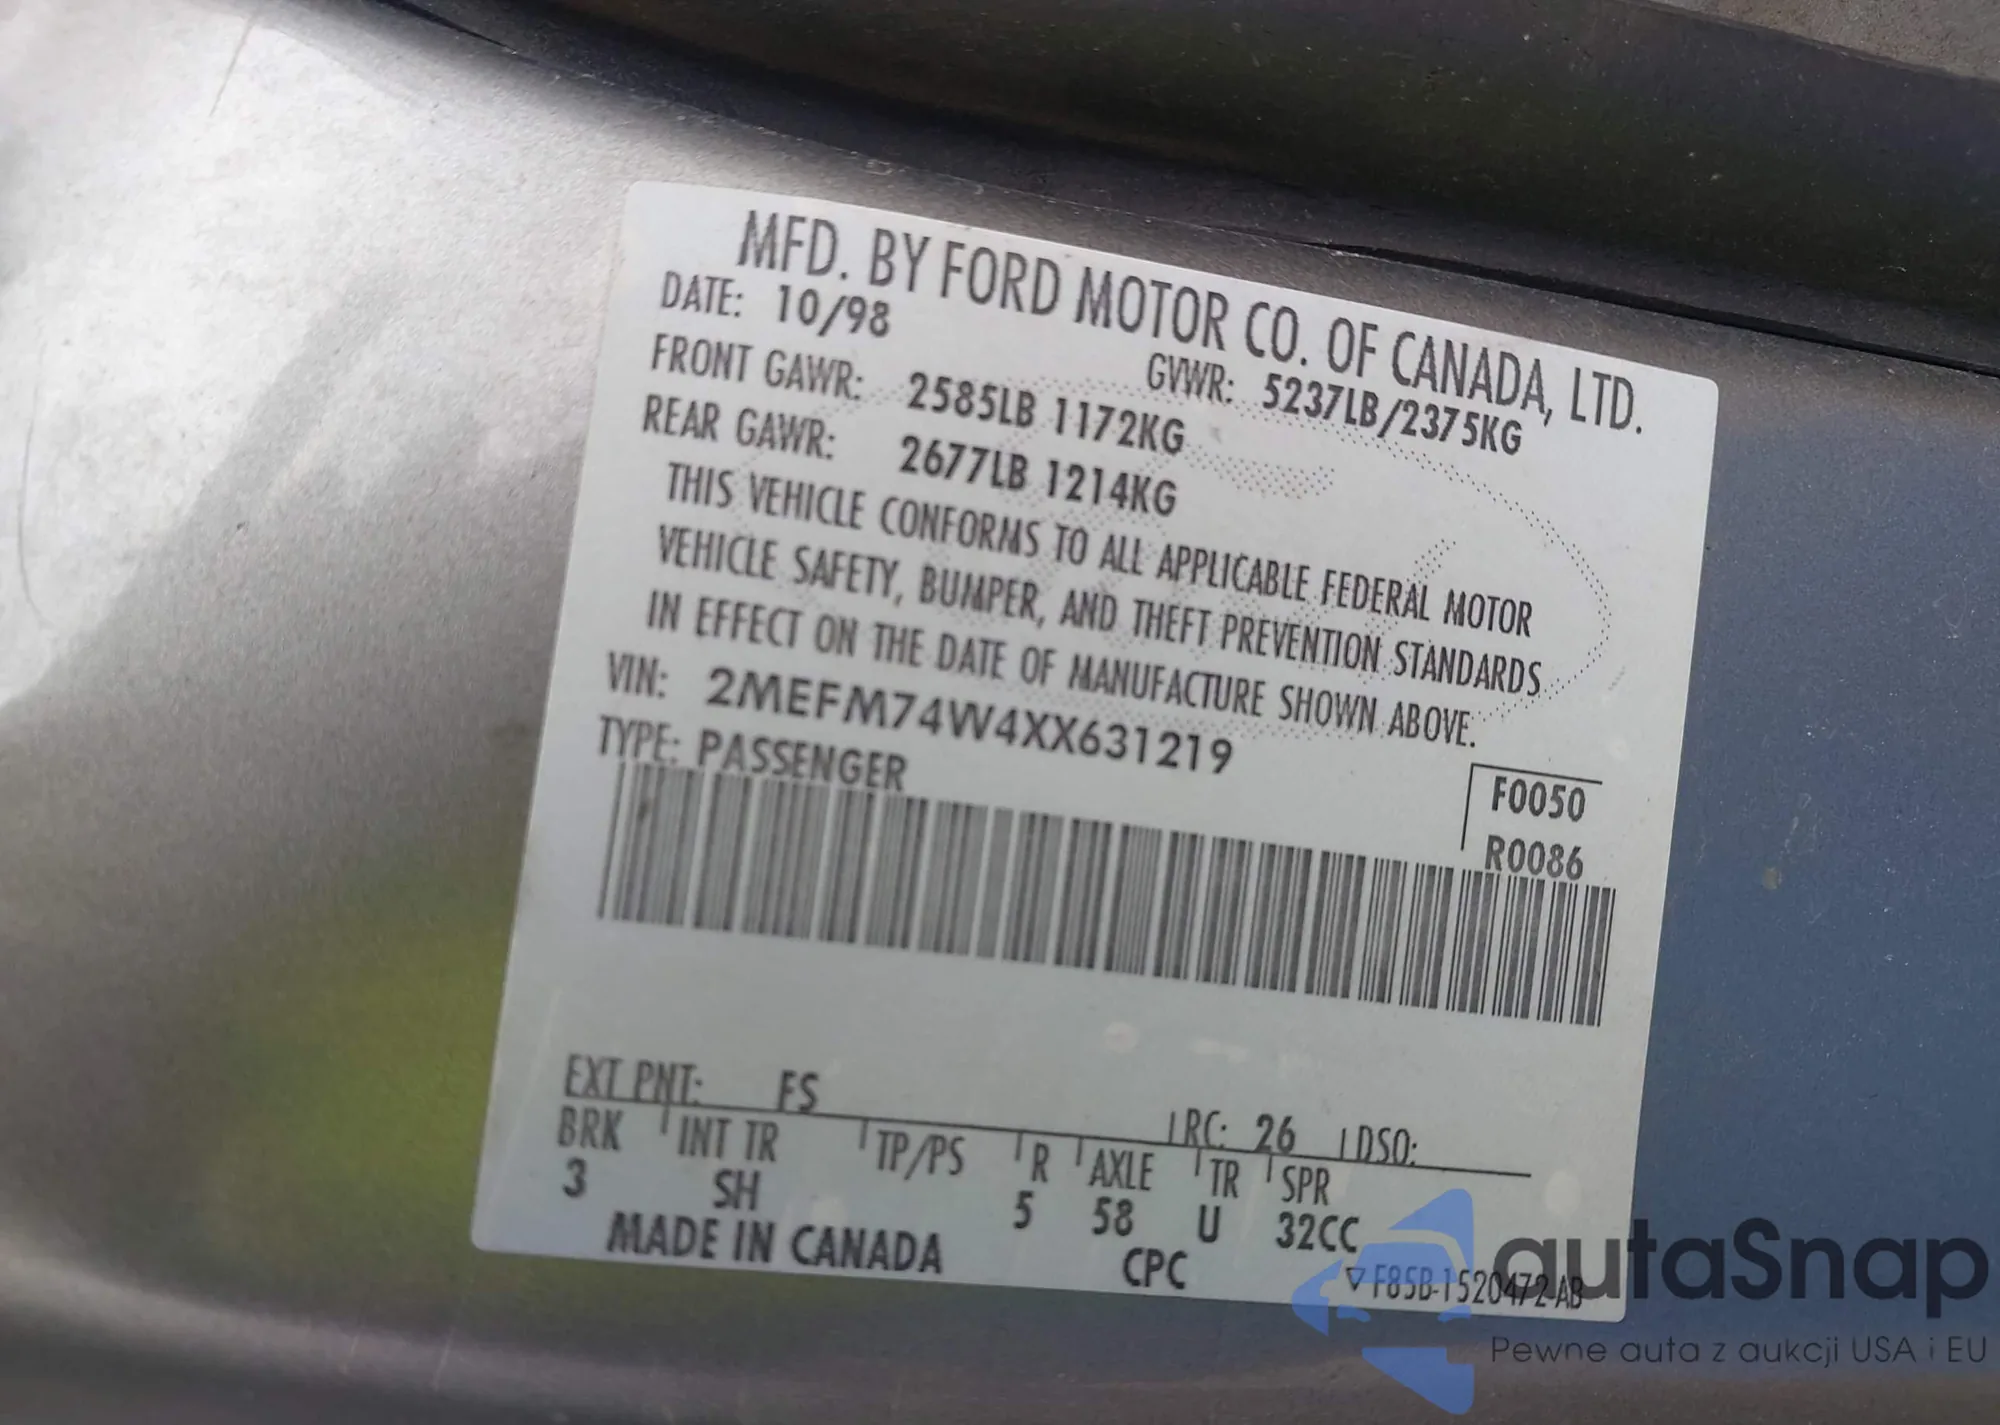 MFD. BY FORD MOTOR CO. OF CANADA, LTD.
DATE: 10/98 GVWR: 5237LB/2375KG
FRONT GAWR: 2585LB 1172KG
REAR GAWR: 2677LB 1214KG
THIS VEHICLE CONFORMS TO ALL APPLICABLE FEDERAL MOTOR
VEHICLE SAFETY, BUMPER, AND THEFT PREVENTION STANDARDS
IN EFFECT ON THE DATE OF MANUFACTURE SHOWN ABOVE.
VIN: 2MEFM74W4XX631219
TYPE: PASSENGER
F0050
R0086
EXT PNT: FS RC: 26 DSO:
BRK INT TR TP/PS R AXLE TR SPR
3 SH 5 58 U 32CC
MADE IN CANADA CPC
F85B-1520472-AB
autaSnap
Pewne auta z aukcji USA i EU